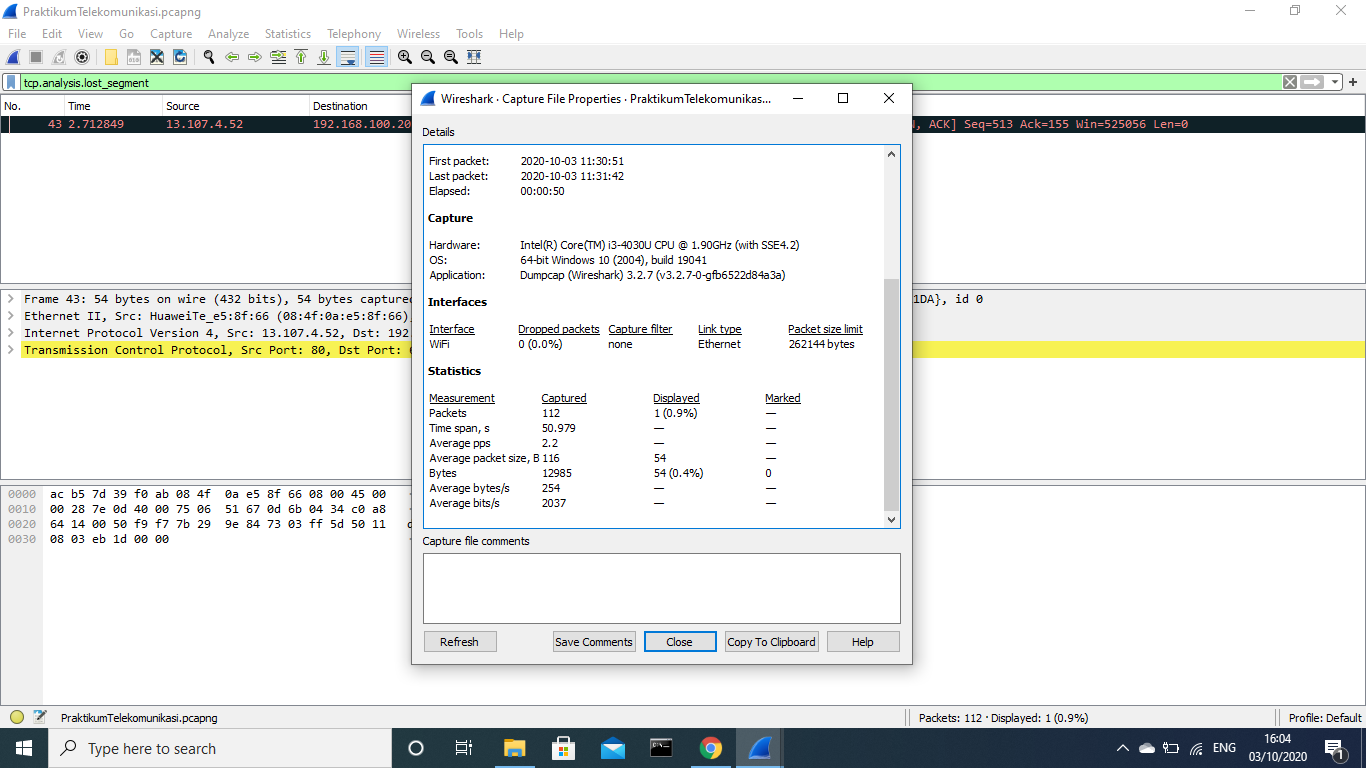 PraktikumTelekomunikasi.pcapng
File Edit View Go Capture Analyze Statistics Telephony Wireless Tools Help
tcp.analysis.lost_segment
No. Time Source Destination
43 2.712849 13.107.4.52 192.168.100.20 , ACK] Seq=513 Ack=155 Win=525056 Len=0
Frame 43: 54 bytes on wire (432 bits), 54 bytes captured 1DA}, id 0
Ethernet II, Src: HuaweiTe_e5:8f:66 (08:4f:0a:e5:8f:66)
Internet Protocol Version 4, Src: 13.107.4.52, Dst: 192
Transmission Control Protocol, Src Port: 80, Dst Port:
0000 ac b5 7d 39 f0 ab 08 4f 0a e5 8f 66 08 00 45 00
0010 00 28 7e 0d 40 00 75 06 51 67 0d 6b 04 34 c0 a8
0020 64 14 00 50 f9 f7 7b 29 9e 84 73 03 ff 5d 50 11
0030 08 03 eb 1d 00 00
Wireshark · Capture File Properties · PraktikumTelekomunikas...
Details
First packet: 2020-10-03 11:30:51
Last packet: 2020-10-03 11:31:42
Elapsed: 00:00:50
Capture
Hardware: Intel(R) Core(TM) i3-4030U CPU @ 1.90GHz (with SSE4.2)
OS: 64-bit Windows 10 (2004), build 19041
Application: Dumpcap (Wireshark) 3.2.7 (v3.2.7-0-gfb6522d84a3a)
Interfaces
Interface Dropped packets Capture filter Link type Packet size limit
WiFi 0 (0.0%) none Ethernet 262144 bytes
Statistics
Measurement Captured Displayed Marked
Packets 112 1 (0.9%) —
Time span, s 50.979 — —
Average pps 2.2 — —
Average packet size, B 116 54 —
Bytes 12985 54 (0.4%) 0
Average bytes/s 254 — —
Average bits/s 2037 — —
Capture file comments
Refresh Save Comments Close Copy To Clipboard Help
PraktikumTelekomunikasi.pcapng Packets: 112 · Displayed: 1 (0.9%) Profile: Default
Type here to search ENG 16:04
03/10/2020 1